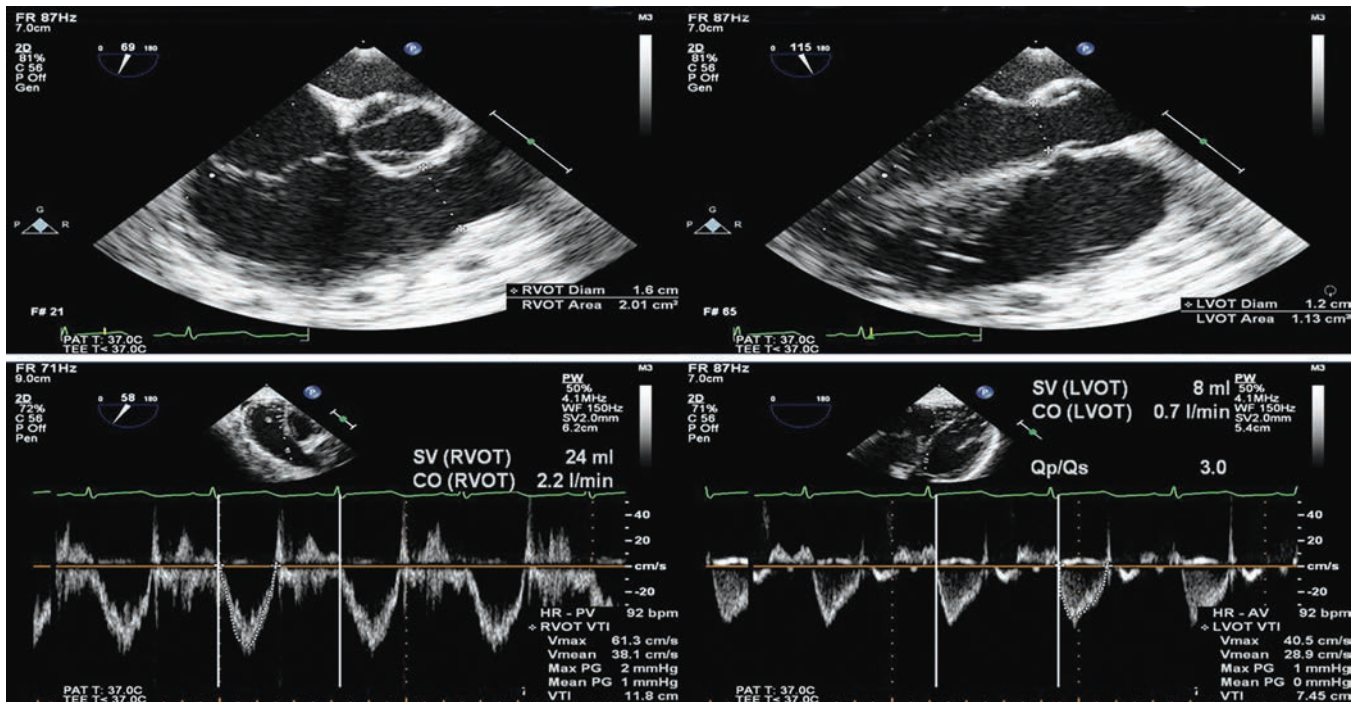 FR 87Hz
7.0cm
M3
2D
81%
C 56
P Off
Gen
0 69 180
P
G
P R
RVOT Diam 1.6 cm
RVOT Area 2.01 cm²
F# 21
PAT T: 37.0C
TEE T< 37.0C
FR 87Hz
7.0cm
M3
2D
81%
C 56
P Off
Gen
0 115 180
P
G
P R
LVOT Diam 1.2 cm
LVOT Area 1.13 cm²
F# 65
PAT T: 37.0C
TEE T< 37.0C
FR 71Hz
9.0cm
M3
2D
72%
C 56
P Off
Pen
0 58 180
P
PW
50%
4.1MHz
WF 150Hz
SV2.0mm
6.2cm
SV (RVOT) 24 ml
CO (RVOT) 2.2 l/min
40
20
cm/s
-20
HR - PV 92 bpm
RVOT VTI
Vmax 61.3 cm/s
Vmean 38.1 cm/s
Max PG 2 mmHg
Mean PG 1 mmHg
VTI 11.8 cm
PAT T: 37.0C
TEE T< 37.0C
FR 87Hz
7.0cm
M3
2D
71%
C 56
P Off
Pen
0 180
P
PW
50%
4.1MHz
WF 150Hz
SV2.0mm
5.4cm
SV (LVOT) 8 ml
CO (LVOT) 0.7 l/min
Qp/Qs 3.0
40
20
cm/s
-20
HR - AV 92 bpm
LVOT VTI
Vmax 40.5 cm/s
Vmean 28.9 cm/s
Max PG 1 mmHg
Mean PG 0 mmHg
VTI 7.45 cm
PAT T: 37.0C
TEE T< 37.0C